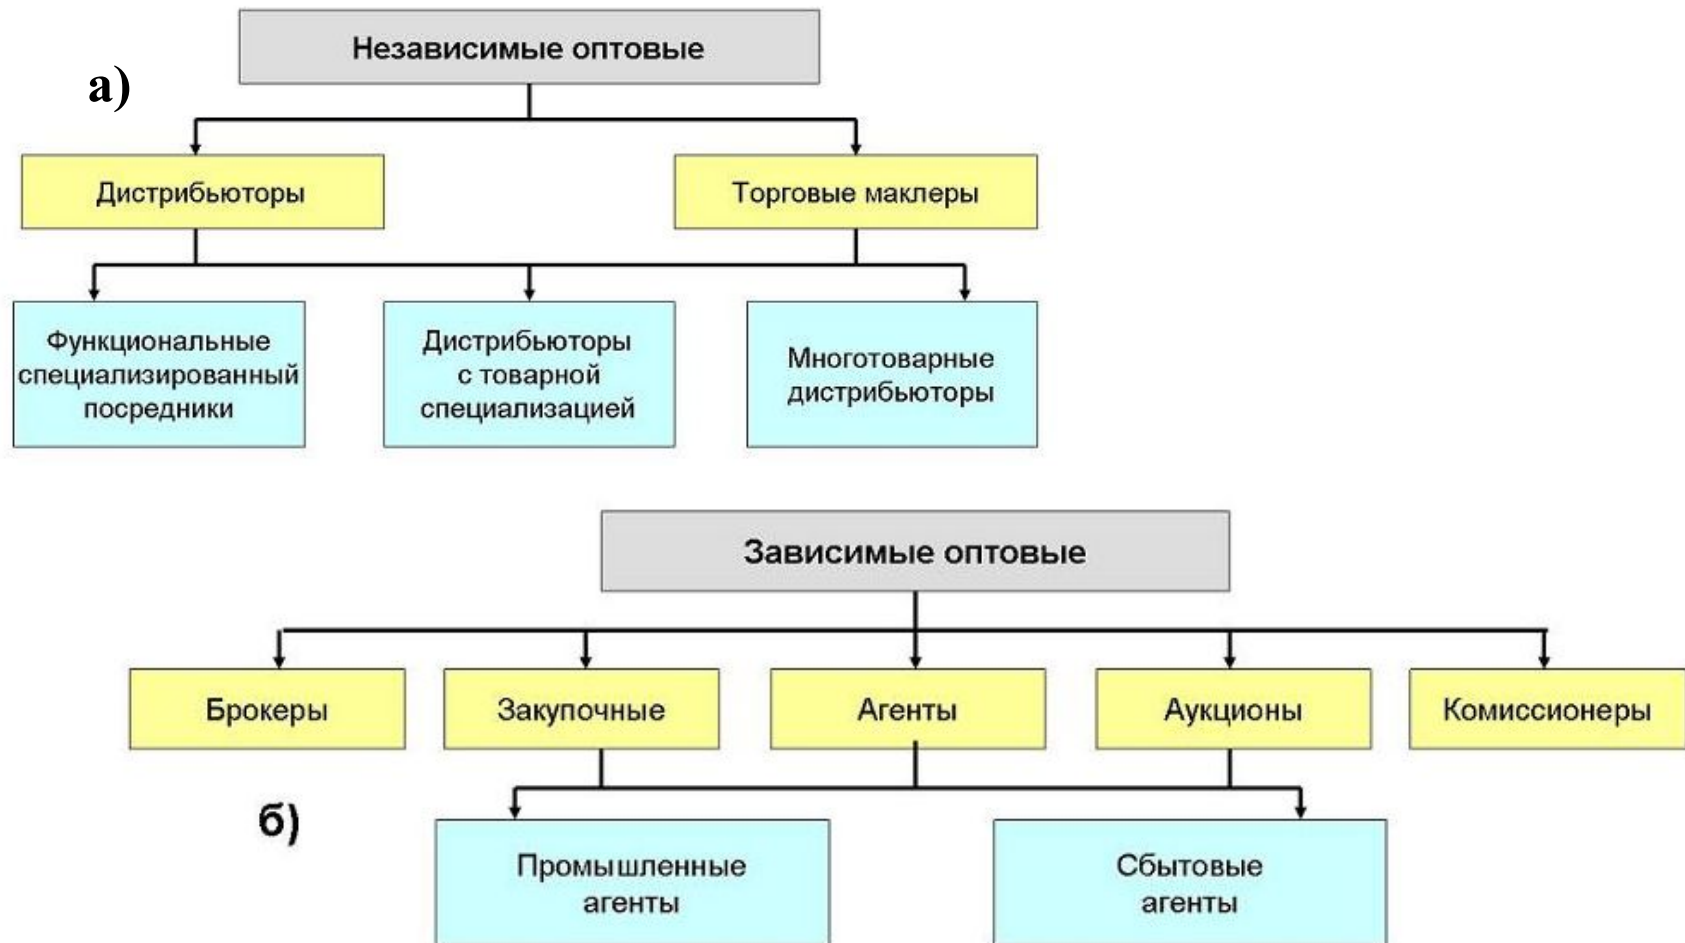 Независимые оптовые
а)
Дистрибьюторы
Торговые маклеры
Функциональные
специализированный
посредники
Дистрибьюторы
с товарной
специализацией
Многотоварные
дистрибьюторы
Зависимые оптовые
Брокеры
Закупочные
Агенты
Аукционы
Комиссионеры
б)
Промышленные
агенты
Сбытовые
агенты